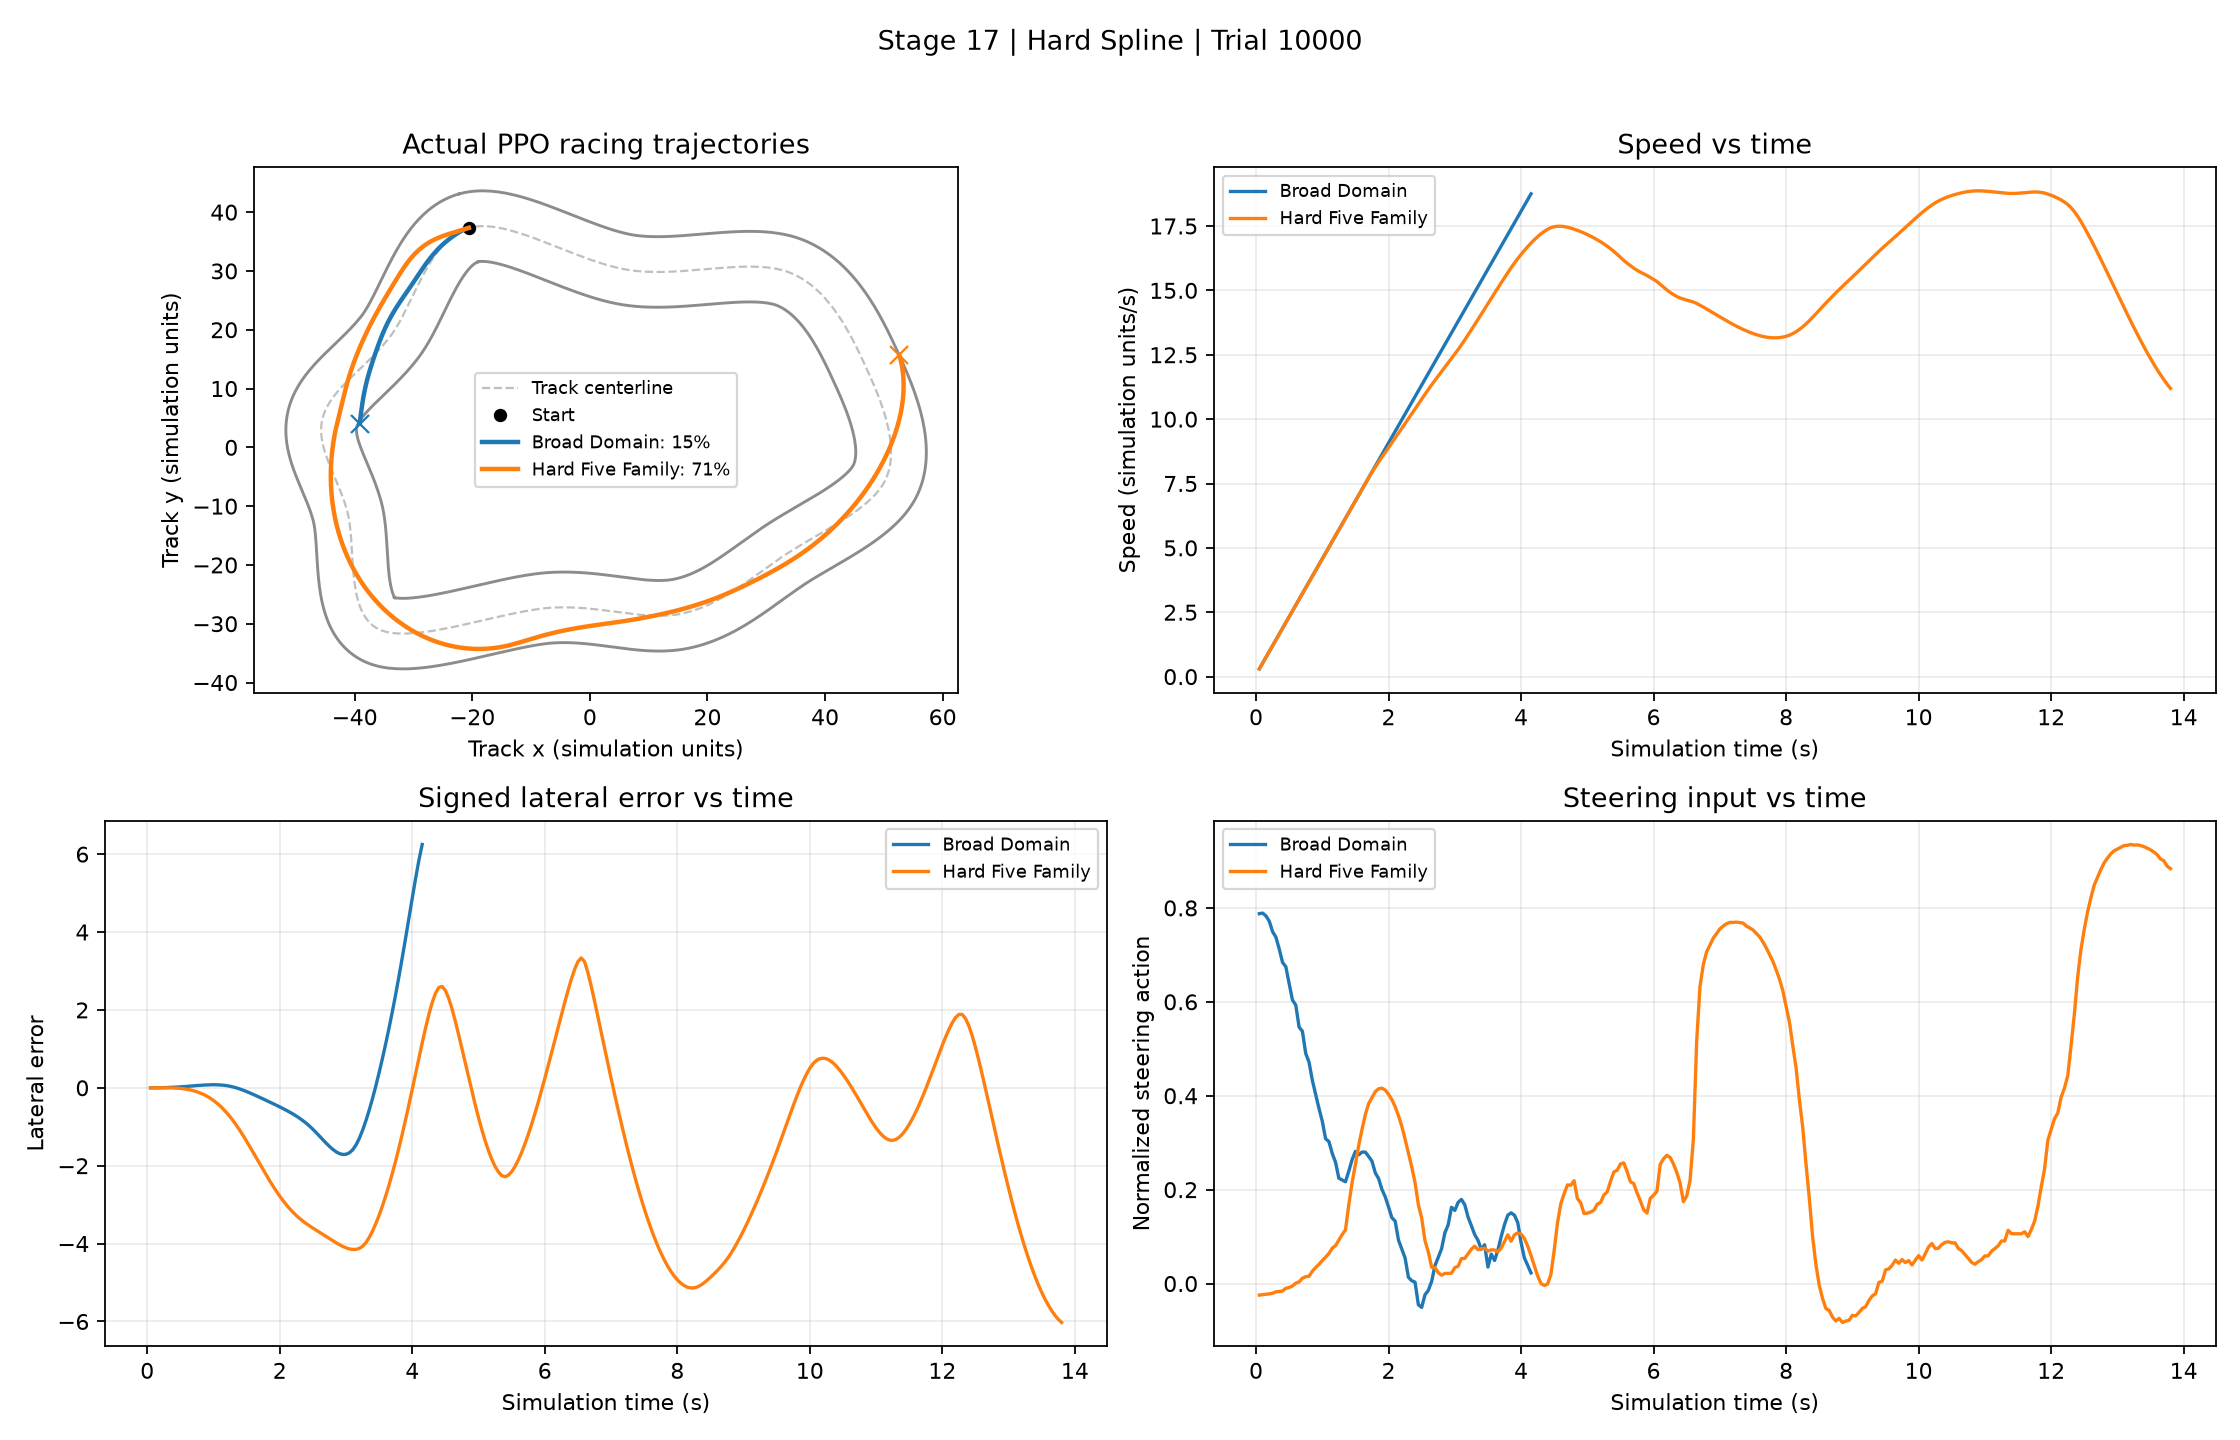 Stage 17 | Hard Spline | Trial 10000
Actual PPO racing trajectories
40
30
20
10
0
−10
−20
−30
−40
−40
−20
0
20
40
60
Track y (simulation units)
Track x (simulation units)
Track centerline
Start
Broad Domain: 15%
Hard Five Family: 71%
Speed vs time
Broad Domain
Hard Five Family
17.5
15.0
12.5
10.0
7.5
5.0
2.5
0.0
0
2
4
6
8
10
12
14
Speed (simulation units/s)
Simulation time (s)
Signed lateral error vs time
Broad Domain
Hard Five Family
6
4
2
0
−2
−4
−6
0
2
4
6
8
10
12
14
Lateral error
Simulation time (s)
Steering input vs time
Broad Domain
Hard Five Family
0.8
0.6
0.4
0.2
0.0
0
2
4
6
8
10
12
14
Normalized steering action
Simulation time (s)